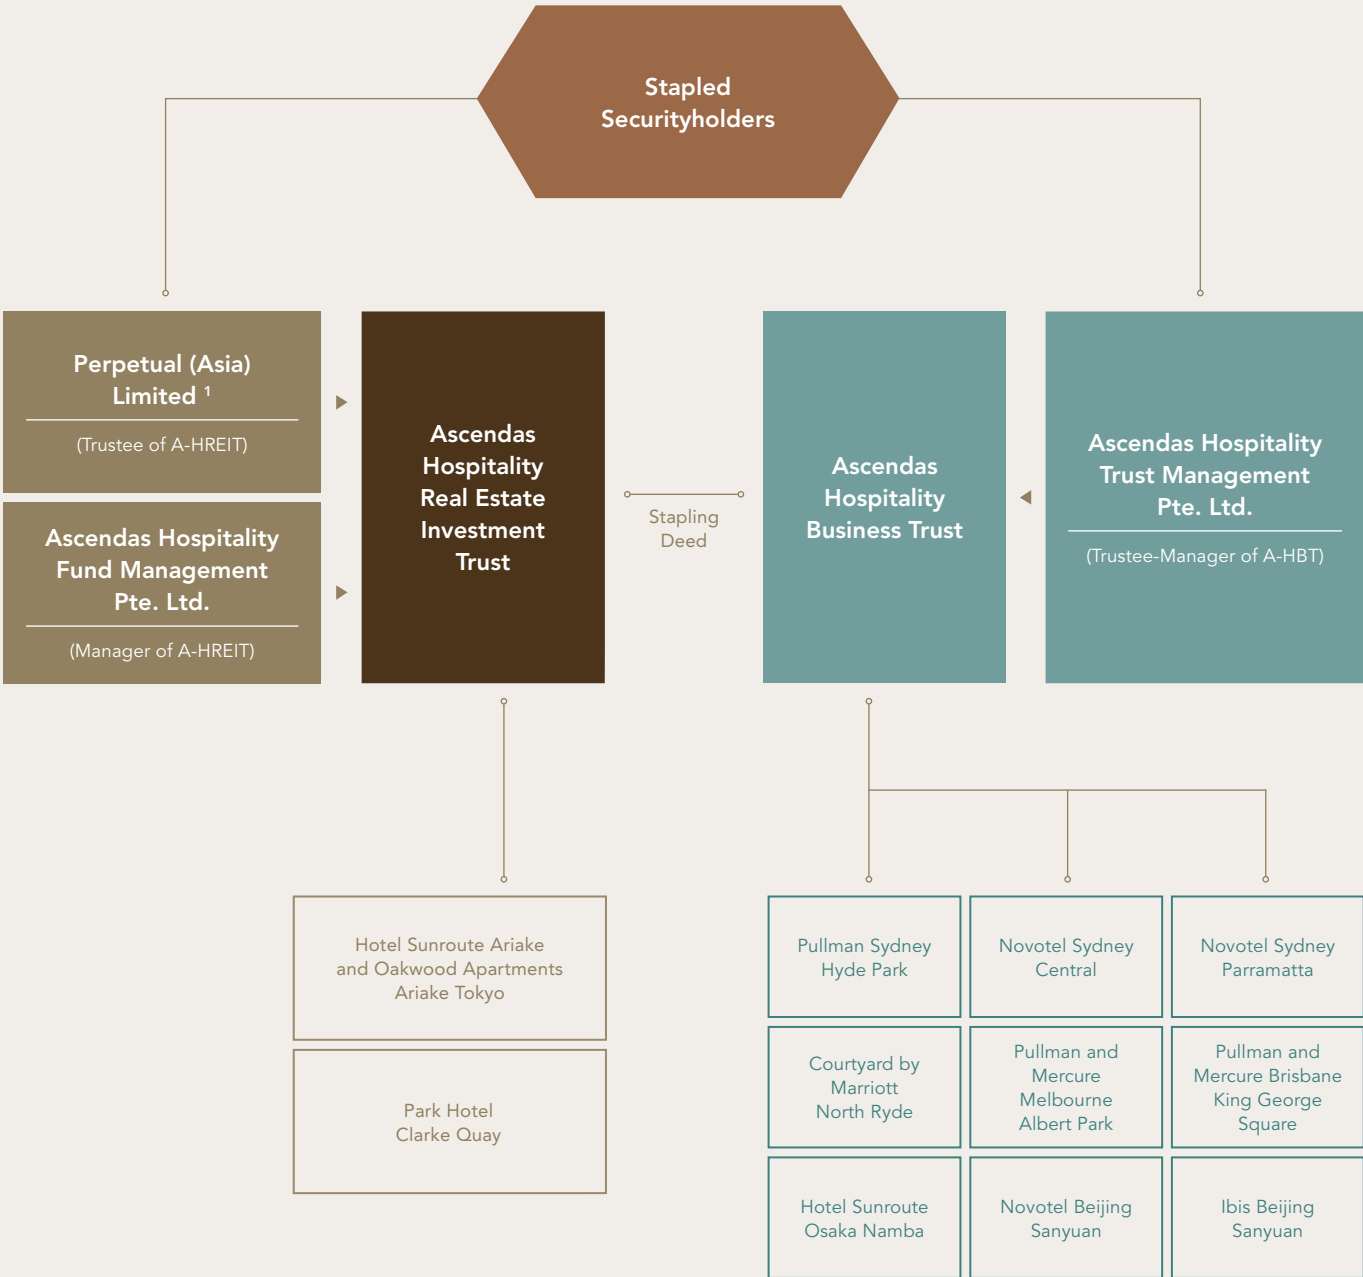 Stapled
Securityholders
Perpetual (Asia)
Limited ¹
(Trustee of A-HREIT)
Ascendas Hospitality
Fund Management
Pte. Ltd.
(Manager of A-HREIT)
Ascendas
Hospitality
Real Estate
Investment
Trust
Stapling
Deed
Ascendas
Hospitality
Business Trust
Ascendas Hospitality
Trust Management
Pte. Ltd.
(Trustee-Manager of A-HBT)
Hotel Sunroute Ariake
and Oakwood Apartments
Ariake Tokyo
Park Hotel
Clarke Quay
Pullman Sydney
Hyde Park
Novotel Sydney
Central
Novotel Sydney
Parramatta
Courtyard by
Marriott
North Ryde
Pullman and
Mercure
Melbourne
Albert Park
Pullman and
Mercure Brisbane
King George
Square
Hotel Sunroute
Osaka Namba
Novotel Beijing
Sanyuan
Ibis Beijing
Sanyuan